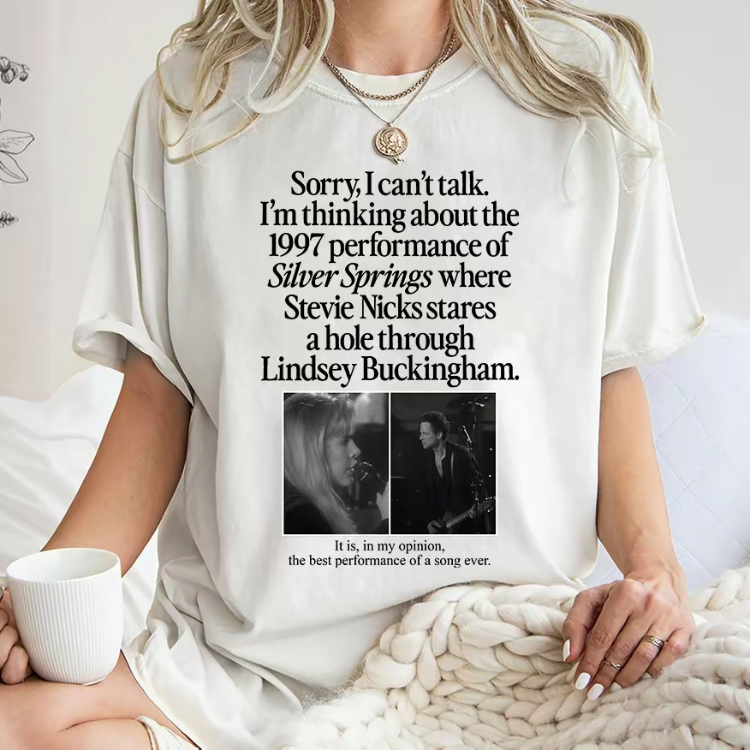 Sorry, I can't talk.
I'm thinking about the
1997 performance of
Silver Springs where
Stevie Nicks stares
a hole through
Lindsey Buckingham.
It is, in my opinion,
the best performance of a song ever.